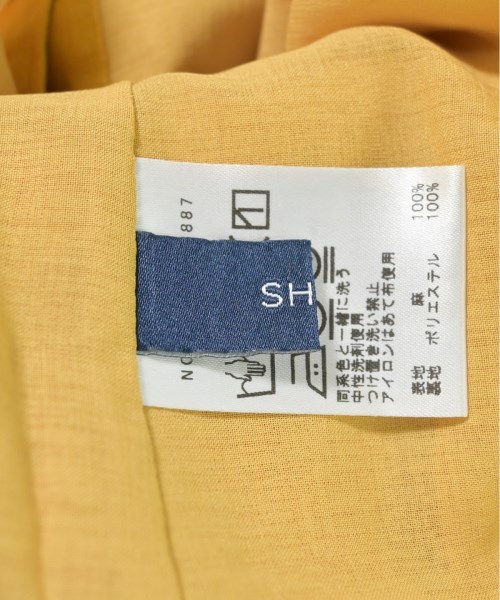 SH
887
同系色と一緒に洗う
中性洗剤使用
つけ置き洗い禁止
アイロンはあて布使用
表地 麻 100%
裏地 ポリエステル 100%